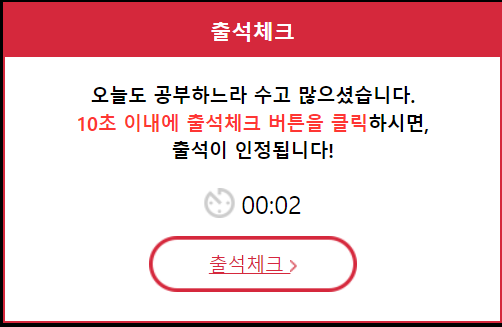 출석체크
오늘도 공부하느라 수고 많으셨습니다.
10초 이내에 출석체크 버튼을 클릭하시면,
출석이 인정됩니다!
00:02
출석체크 >